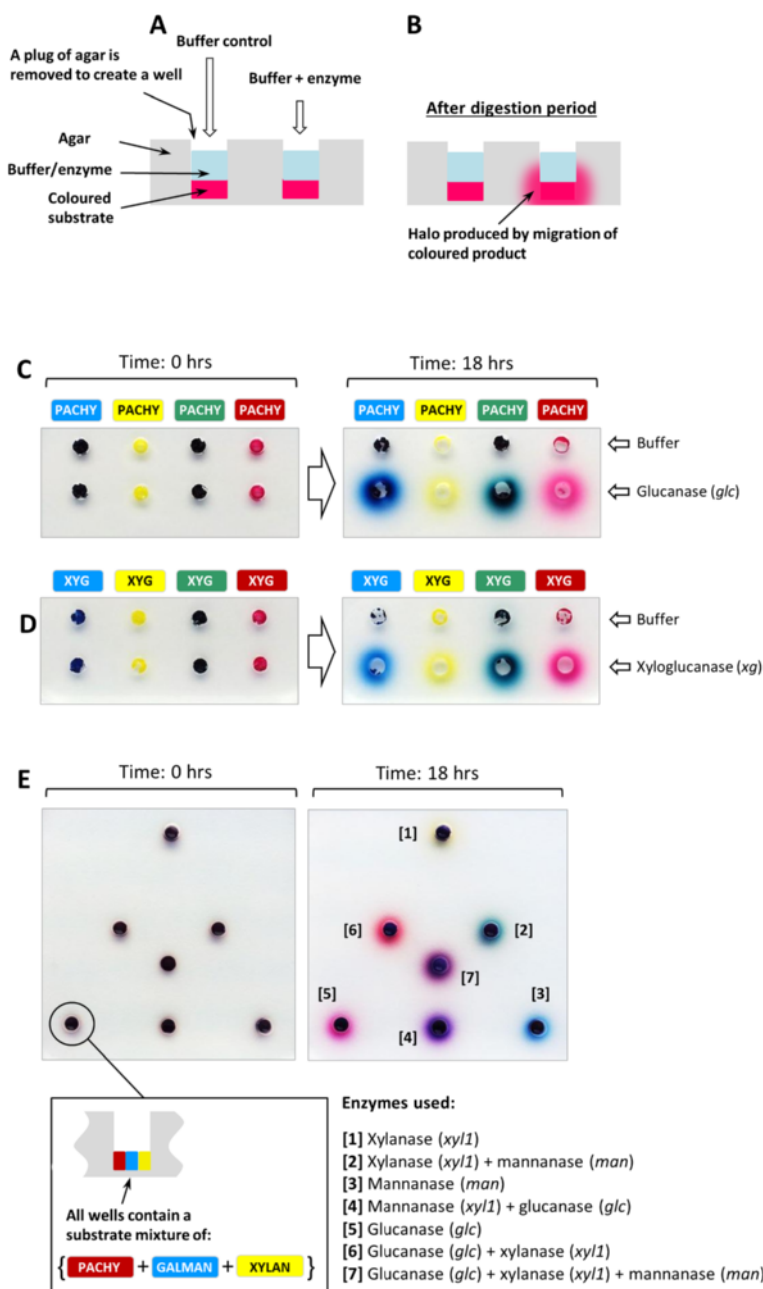 A
B
Buffer control
A plug of agar is
removed to create a well
Buffer + enzyme
After digestion period
Agar
Buffer/enzyme
Coloured
substrate
Halo produced by migration of
coloured product
C
Time: 0 hrs
Time: 18 hrs
PACHY PACHY PACHY PACHY
PACHY PACHY PACHY PACHY
Buffer
Glucanase (glc)
XYG XYG XYG XYG
XYG XYG XYG XYG
D
Buffer
Xyloglucanase (xg)
E
Time: 0 hrs
Time: 18 hrs
[1]
[6]
[2]
[7]
[5]
[3]
[4]
All wells contain a
substrate mixture of:
{ PACHY + GALMAN + XYLAN }
Enzymes used:
[1] Xylanase (xyl1)
[2] Xylanase (xyl1) + mannanase (man)
[3] Mannanase (man)
[4] Mannanase (xyl1) + glucanase (glc)
[5] Glucanase (glc)
[6] Glucanase (glc) + xylanase (xyl1)
[7] Glucanase (glc) + xylanase (xyl1) + mannanase (man)